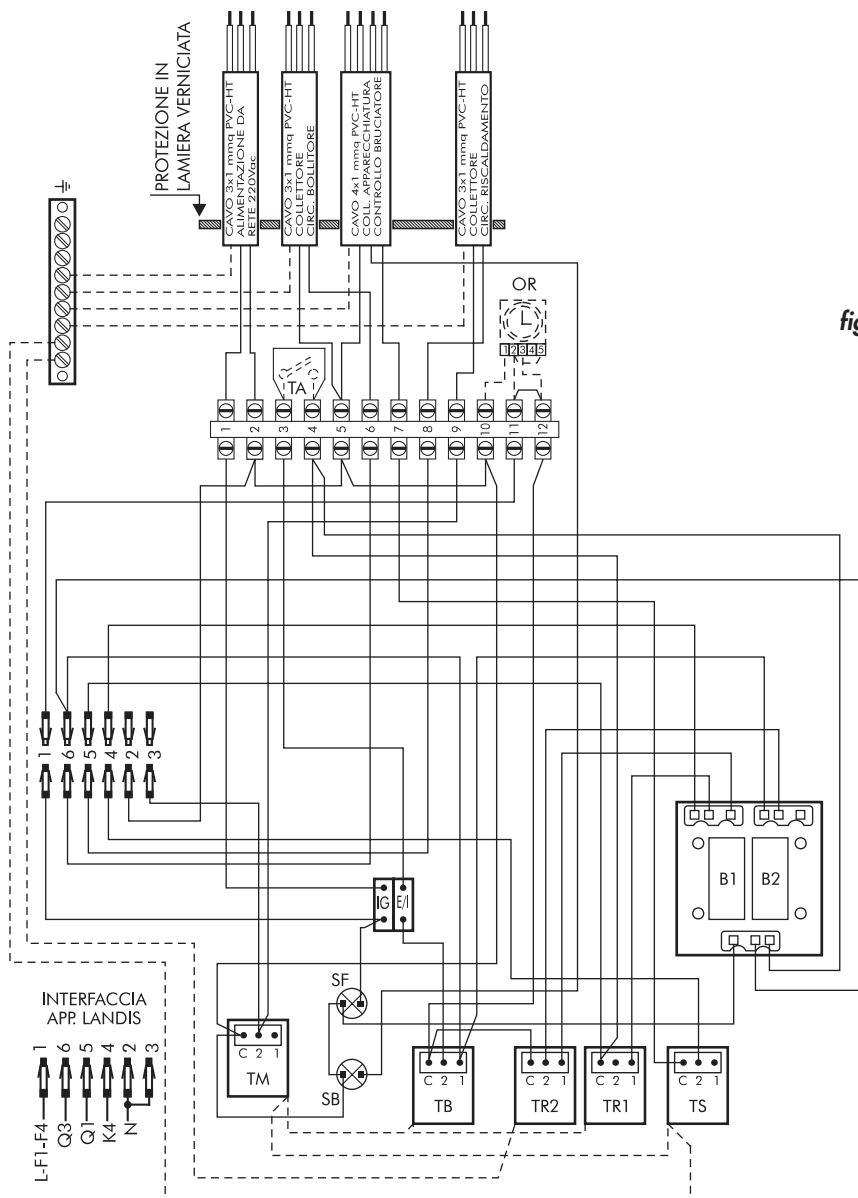 PROTEZIONE IN
LAMIERA VERNICIATA
CAVO 3x1 mmq PVC-HT
ALIMENTAZIONE DA
RETE 220Vac
CAVO 3x1 mmq PVC-HT
COLLETTORE
CIRC. BOLLITORE
CAVO 4x1 mmq PVC-HT
COLL. APPARECCHIATURA
CONTROLLO BRUCIATORE
CAVO 3x1 mmq PVC-HT
COLLETTORE
CIRC. RISCALDAMENTO
OR
fig
1 2 3 4 5
TA
1 2 3 4 5 6 7 8 9 10 11 12
1 6 5 4 2 3
B1 B2
IG E/I
INTERFACCIA
APP. LANDIS
1 6 5 4 2 3
L-F1-F4 Q3 Q1 K4 N
SF
SB
C 2 1
TM
C 2 1
TB
C 2 1
TR2
C 2 1
TR1
C 2 1
TS